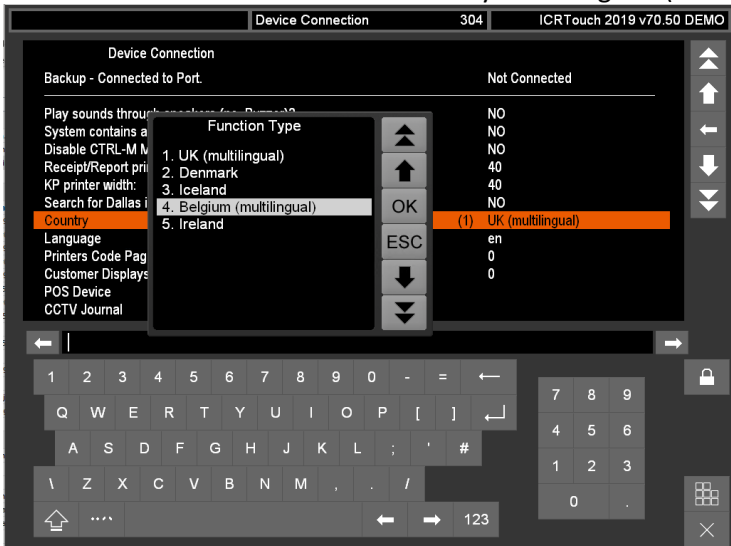 Device Connection 304 ICRTouch 2019 v70.50 DEMO
Device Connection
Backup - Connected to Port. Not Connected
Play sounds through speakers (no Buzzer)? NO
System contains a NO
Disable CTRL-M M NO
Receipt/Report pri 40
KP printer width: 40
Search for Dallas i NO
Country (1) UK (multilingual)
Language en
Printers Code Pag 0
Customer Displays 0
POS Device
CCTV Journal
Function Type
1. UK (multilingual)
2. Denmark
3. Iceland
4. Belgium (multilingual)
5. Ireland
OK
ESC
1 2 3 4 5 6 7 8 9 0 - =
Q W E R T Y U I O P [ ]
A S D F G H J K L ; ' #
\ Z X C V B N M , . /
123
7 8 9
4 5 6
1 2 3
0 .